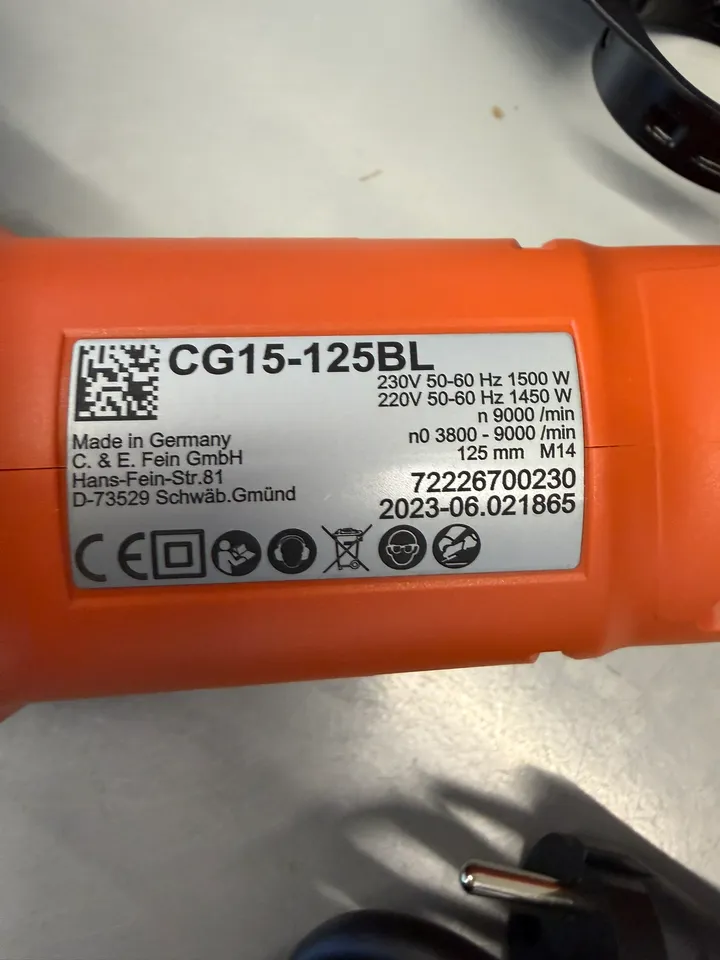 CG15-125BL
230V 50-60 Hz 1500 W
220V 50-60 Hz 1450 W
n 9000 /min
n0 3800 - 9000 /min
125 mm M14
72226700230
2023-06.021865
Made in Germany
C. & E. Fein GmbH
Hans-Fein-Str.81
D-73529 Schwäb.Gmünd
CE